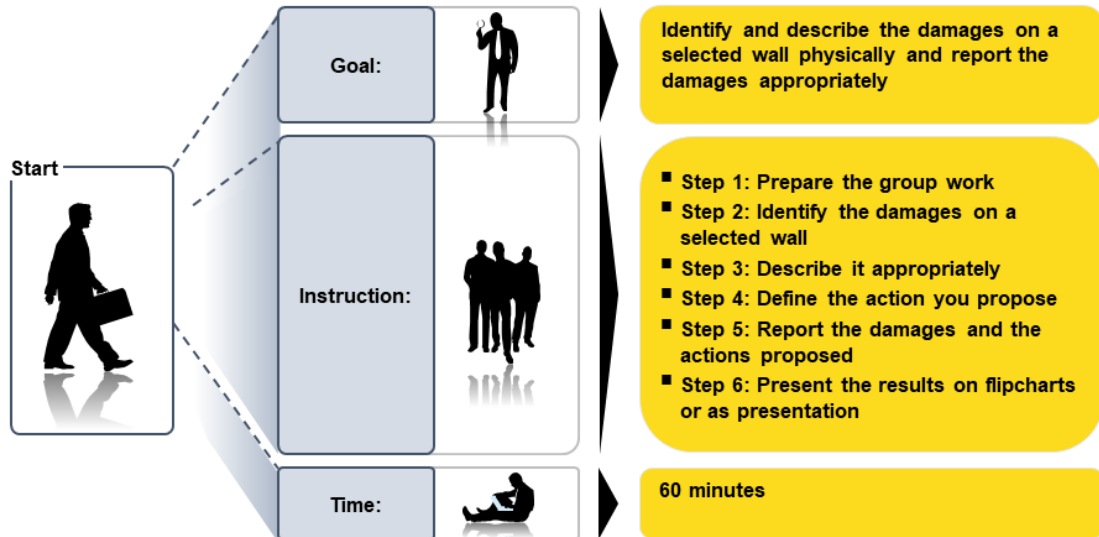 Start
Goal:
Identify and describe the damages on a
selected wall physically and report the
damages appropriately
Instruction:
▪ Step 1: Prepare the group work
▪ Step 2: Identify the damages on a
selected wall
▪ Step 3: Describe it appropriately
▪ Step 4: Define the action you propose
▪ Step 5: Report the damages and the
actions proposed
▪ Step 6: Present the results on flipcharts
or as presentation
Time:
60 minutes